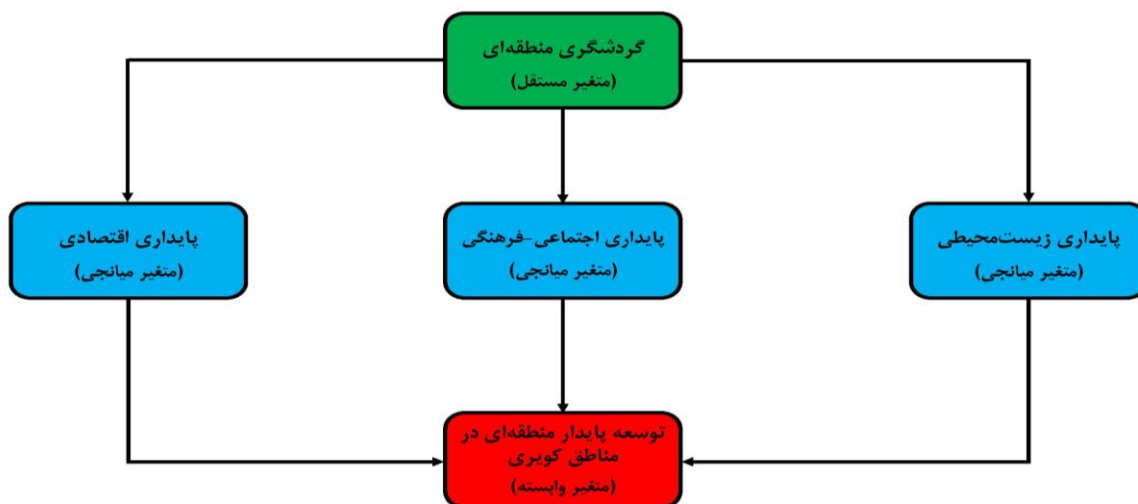 گردشگری منطقه‌ای
(متغیر مستقل)
پایداری زیست‌محیطی
(متغیر میانجی)
پایداری اجتماعی-فرهنگی
(متغیر میانجی)
پایداری اقتصادی
(متغیر میانجی)
توسعه پایدار منطقه‌ای در
مناطق کویری
(متغیر وابسته)